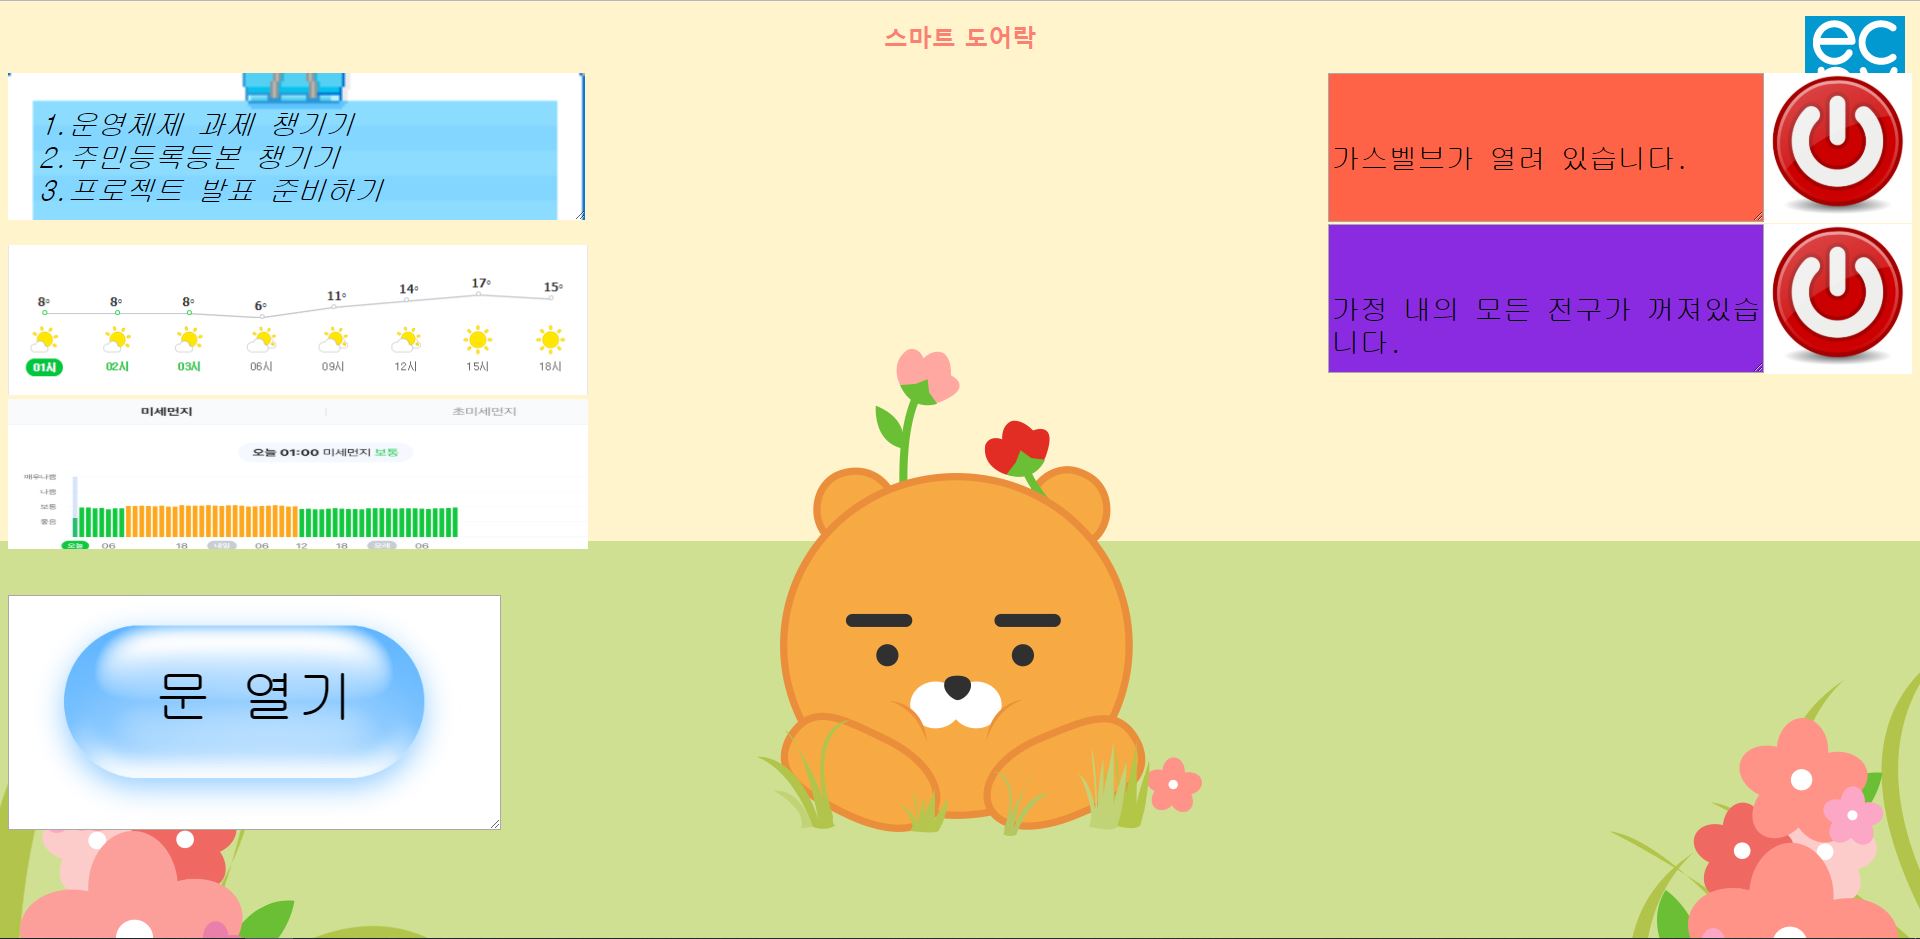 스마트 도어락
ec
1.운영체제 과제 챙기기
2.주민등록등본 챙기기
3.프로젝트 발표 준비하기
가스벨브가 열려 있습니다.
가정 내의 모든 전구가 꺼져있습
니다.
8° 8° 8° 6° 11° 14° 17° 15°
01시 02시 03시 06시 09시 12시 15시 18시
미세먼지 초미세먼지
오늘 01:00 미세먼지 보통
매우나쁨
나쁨
보통
좋음
오늘 06 18 내일 06 12 18 모레 06
문 열기